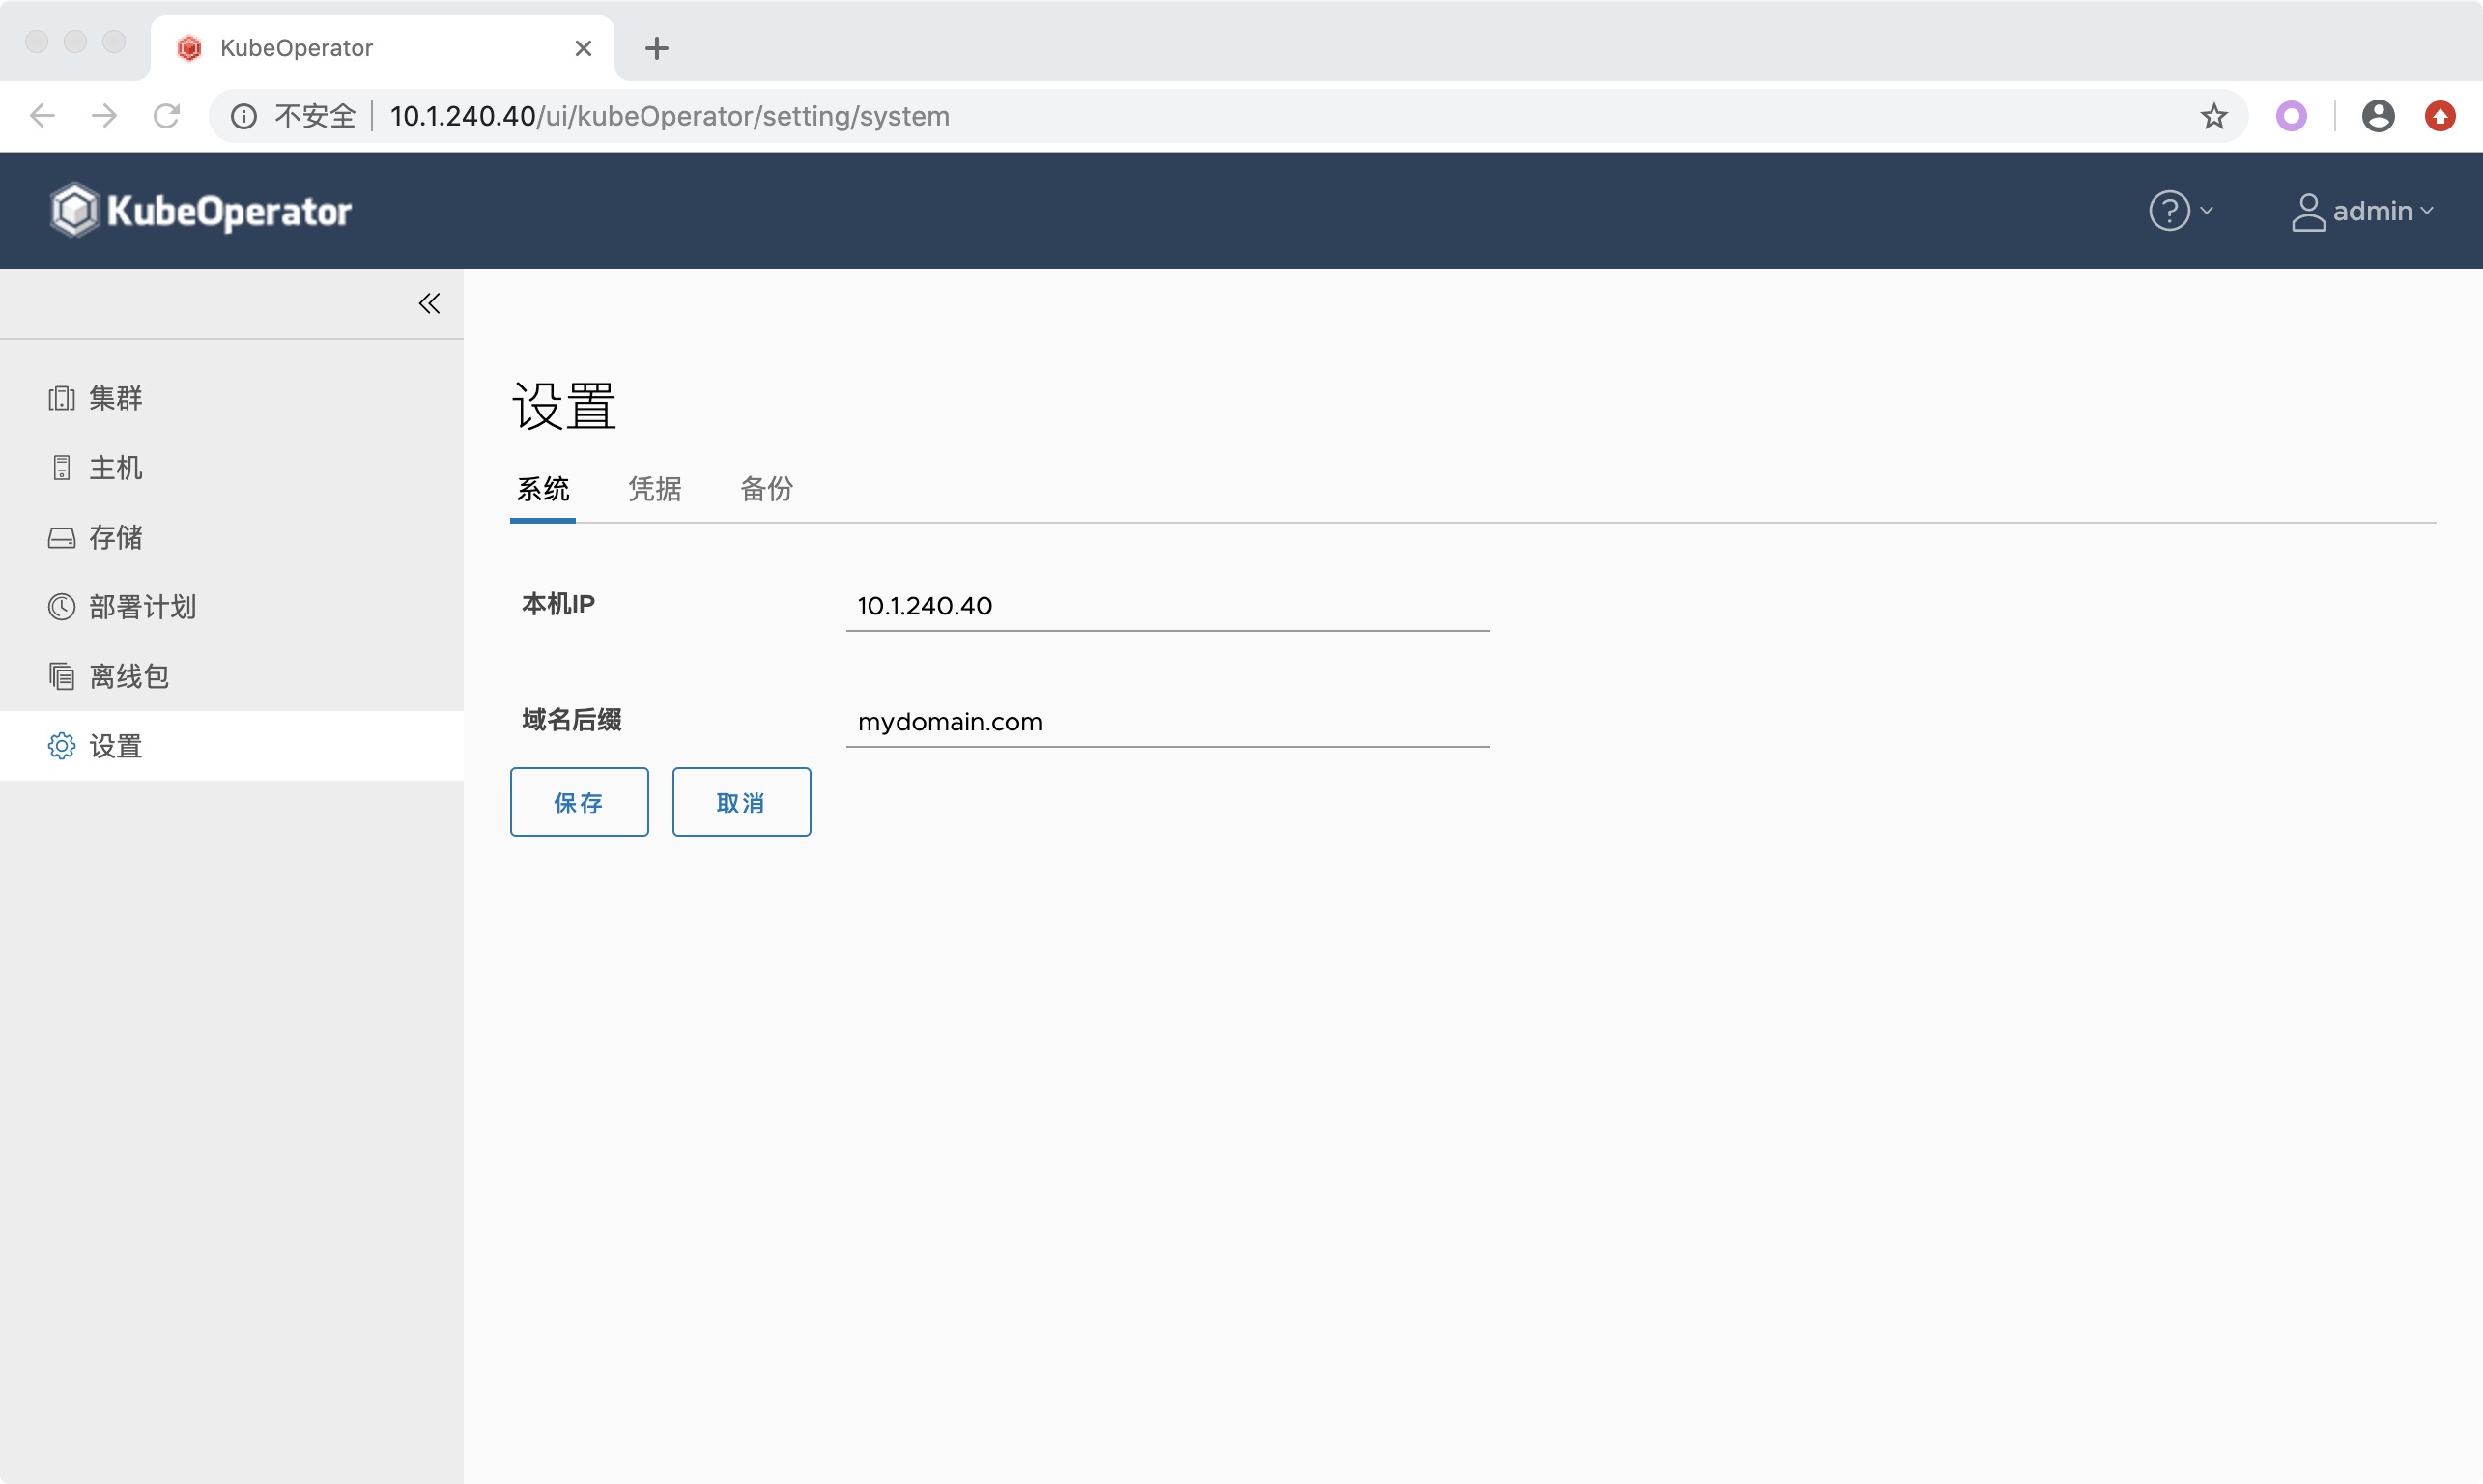 KubeOperator
不安全 10.1.240.40/ui/kubeOperator/setting/system
KubeOperator
? admin
集群
主机
存储
部署计划
离线包
设置
设置
系统 凭据 备份
本机IP 10.1.240.40
域名后缀 mydomain.com
保存 取消